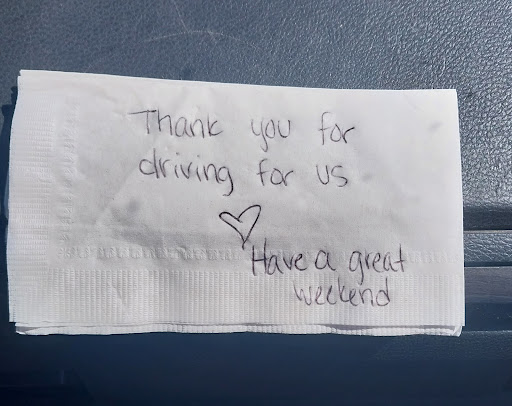 Thank you for
driving for us
Have a great
weekend